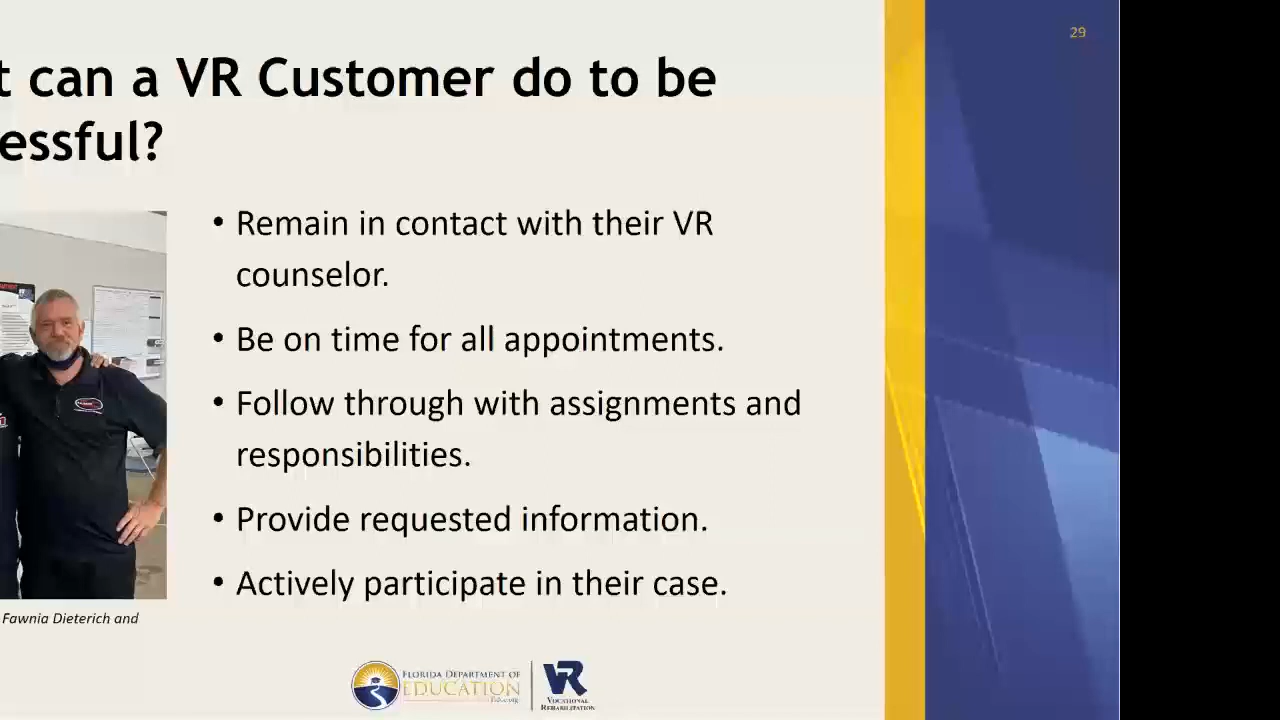 29
t can a VR Customer do to be
essful?
• Remain in contact with their VR
counselor.
• Be on time for all appointments.
• Follow through with assignments and
responsibilities.
• Provide requested information.
• Actively participate in their case.
Fawnia Dieterich and
FLORIDA DEPARTMENT OF
EDUCATION
fldoe.org
VR
VOCATIONAL
REHABILITATION